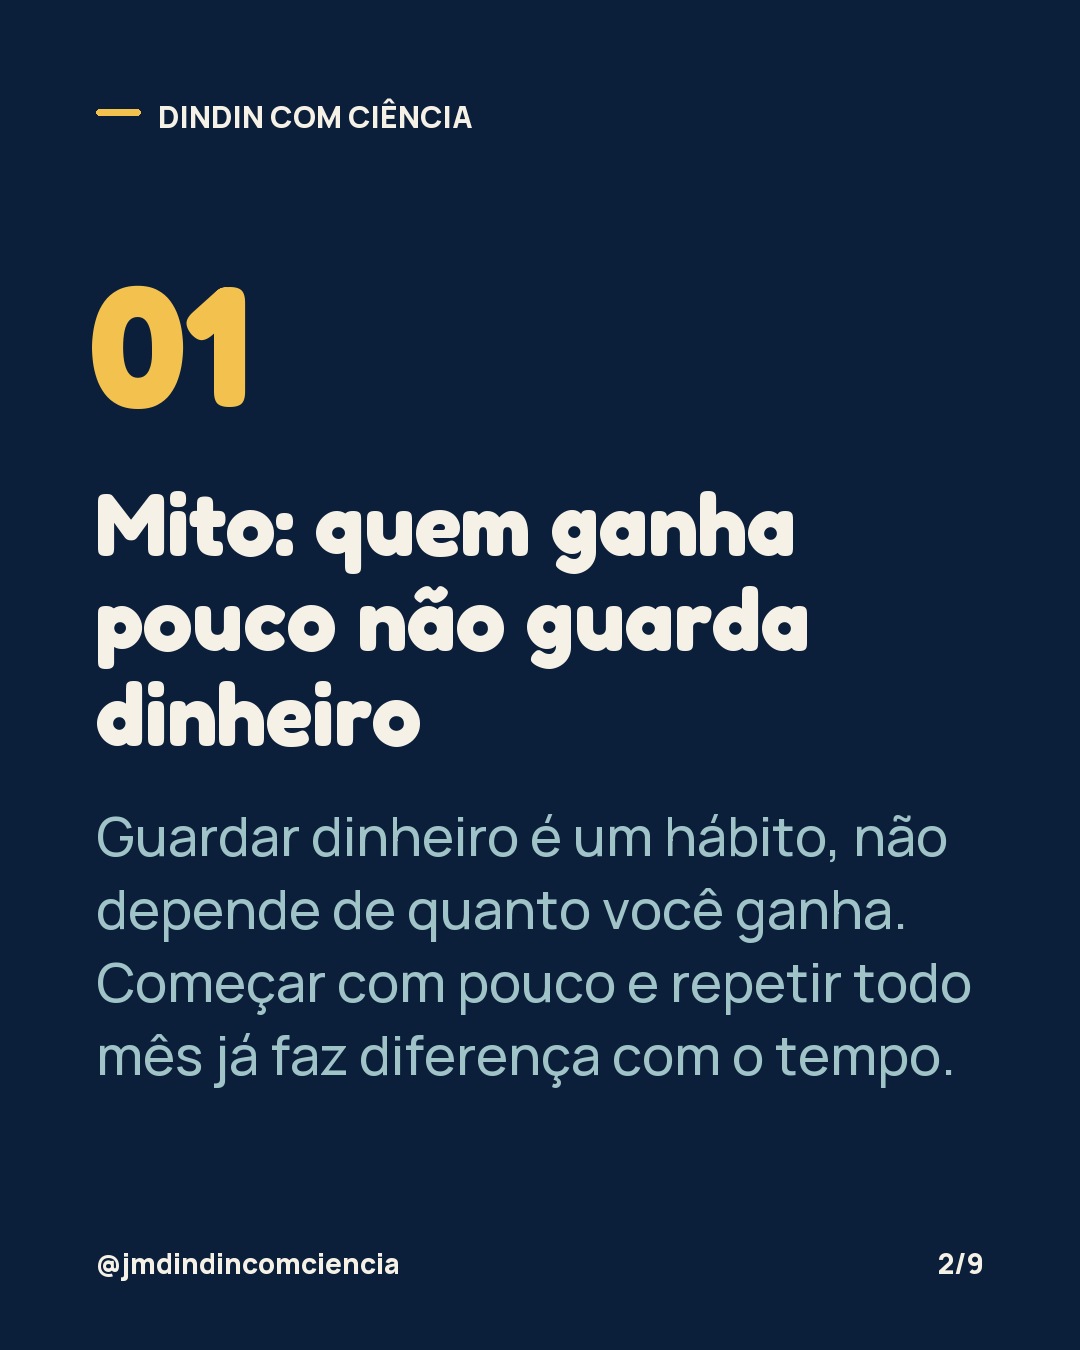 DINDIN COM CIÊNCIA
01
Mito: quem ganha
pouco não guarda
dinheiro
Guardar dinheiro é um hábito, não
depende de quanto você ganha.
Começar com pouco e repetir todo
mês já faz diferença com o tempo.
@jmdindincomciencia
2/9